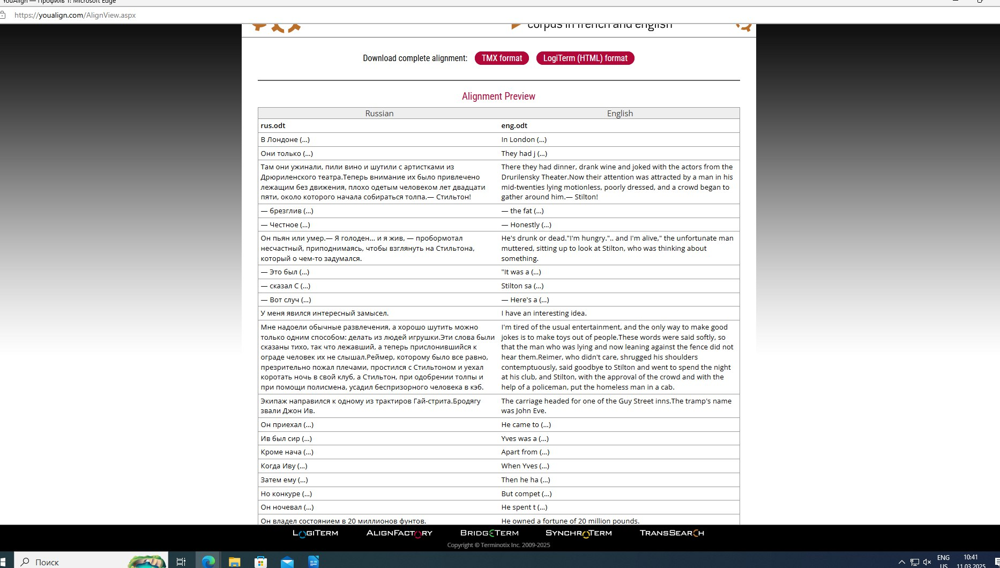 YouAlign — Профиль 1: Microsoft Edge
https://youalign.com/AlignView.aspx
corpus in french and english
Download complete alignment: TMX format LogiTerm (HTML) format
Alignment Preview
Russian English
rus.odt eng.odt
В Лондоне (...) In London (...)
Они только (...) They had j (...)
Там они ужинали, пили вино и шутили с артистками из
Дрюриленского театра.Теперь внимание их было привлечено
лежащим без движения, плохо одетым человеком лет двадцати
пяти, около которого начала собираться толпа.— Стильтон!
There they had dinner, drank wine and joked with the actors from the
Drurilensky Theater.Now their attention was attracted by a man in his
mid-twenties lying motionless, poorly dressed, and a crowd began to
gather around him.— Stilton!
— брезглив (...) — the fat (...)
— Честное (...) — Honestly (...)
Он пьян или умер.— Я голоден... и я жив, — пробормотал
несчастный, приподнимаясь, чтобы взглянуть на Стильтона,
который о чем-то задумался.
He's drunk or dead."I'm hungry.".. and I'm alive," the unfortunate man
muttered, sitting up to look at Stilton, who was thinking about
something.
— Это был (...) "It was a (...)
— сказал С (...) Stilton sa (...)
— Вот случ (...) — Here's a (...)
У меня явился интересный замысел. I have an interesting idea.
Мне надоели обычные развлечения, а хорошо шутить можно
только одним способом: делать из людей игрушки.Эти слова были
сказаны тихо, так что лежавший, а теперь прислонившийся к
ограде человек их не слышал.Реймер, которому было все равно,
презрительно пожал плечами, простился с Стильтоном и уехал
коротать ночь в свой клуб, а Стильтон, при одобрении толпы и
при помощи полисмена, усадил беспризорного человека в кэб.
I'm tired of the usual entertainment, and the only way to make good
jokes is to make toys out of people.These words were said softly, so
that the man who was lying and now leaning against the fence did not
hear them.Reimer, who didn't care, shrugged his shoulders
contemptuously, said goodbye to Stilton and went to spend the night
at his club, and Stilton, with the approval of the crowd and with the
help of a policeman, put the homeless man in a cab.
Экипаж направился к одному из трактиров Гай-стрита.Бродягу
звали Джон Ив.
The carriage headed for one of the Guy Street inns.The tramp's name
was John Eve.
Он приехал (...) He came to (...)
Ив был сир (...) Yves was a (...)
Кроме нача (...) Apart from (...)
Когда Иву (...) When Yves (...)
Затем ему (...) Then he ha (...)
Но конкуре (...) But compet (...)
Он ночевал (...) He spent t (...)
Он владел состоянием в 20 миллионов фунтов. He owned a fortune of 20 million pounds.
LOGITERM ALIGNFACTORY BRIDGETERM SYNCHROTERM TRANSSEARCH
Copyright © Terminotix Inc. 2009-2025
Поиск
ENG
US
10:41
11.03.2025